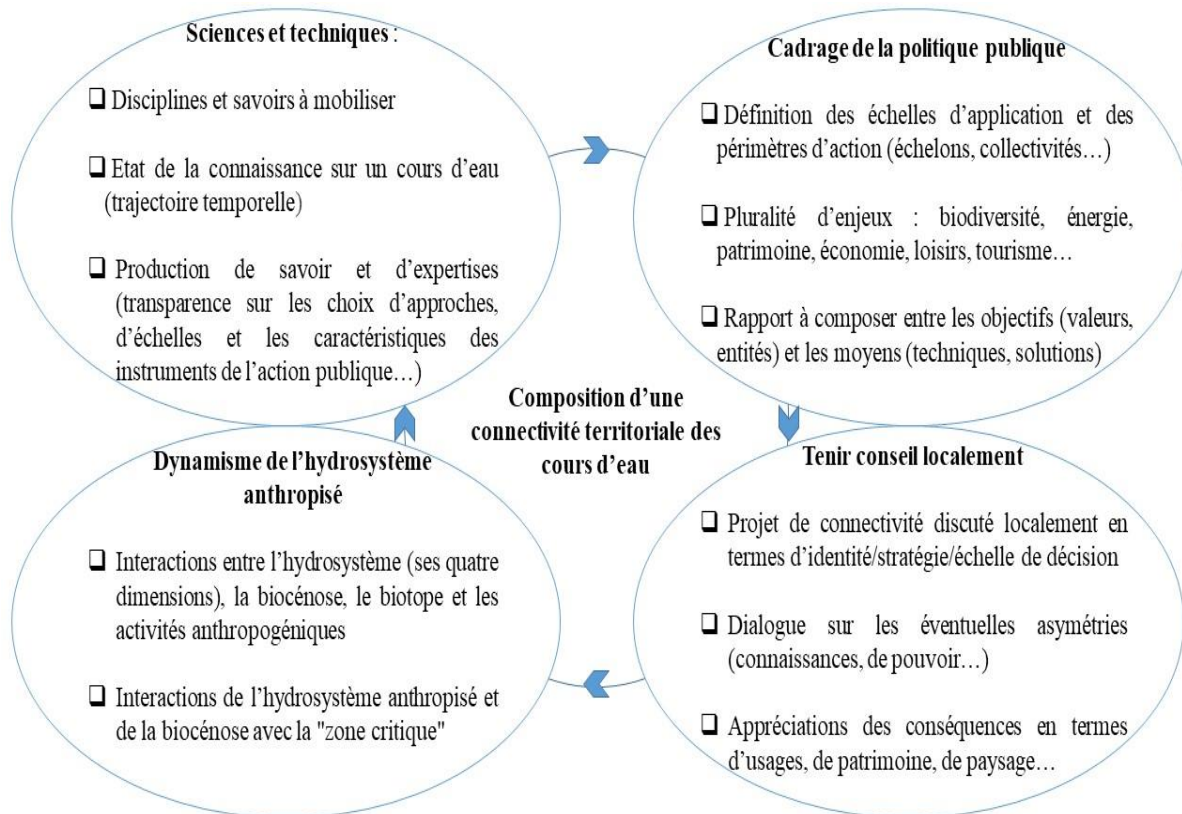 Sciences et techniques :
❑ Disciplines et savoirs à mobiliser
❑ Etat de la connaissance sur un cours d'eau
(trajectoire temporelle)
❑ Production de savoir et d'expertises
(transparence sur les choix d'approches,
d'échelles et les caractéristiques des
instruments de l'action publique…)
Cadrage de la politique publique
❑ Définition des échelles d'application et des
périmètres d'action (échelons, collectivités…)
❑ Pluralité d'enjeux : biodiversité, énergie,
patrimoine, économie, loisirs, tourisme…
❑ Rapport à composer entre les objectifs (valeurs,
entités) et les moyens (techniques, solutions)
Composition d'une
connectivité territoriale des
cours d'eau
Dynamisme de l'hydrosystème
anthropisé
❑ Interactions entre l'hydrosystème (ses quatre
dimensions), la biocénose, le biotope et les
activités anthropogéniques
❑ Interactions de l'hydrosystème anthropisé et
de la biocénose avec la "zone critique"
Tenir conseil localement
❑ Projet de connectivité discuté localement en
termes d'identité/stratégie/échelle de décision
❑ Dialogue sur les éventuelles asymétries
(connaissances, de pouvoir…)
❑ Appréciations des conséquences en termes
d'usages, de patrimoine, de paysage…